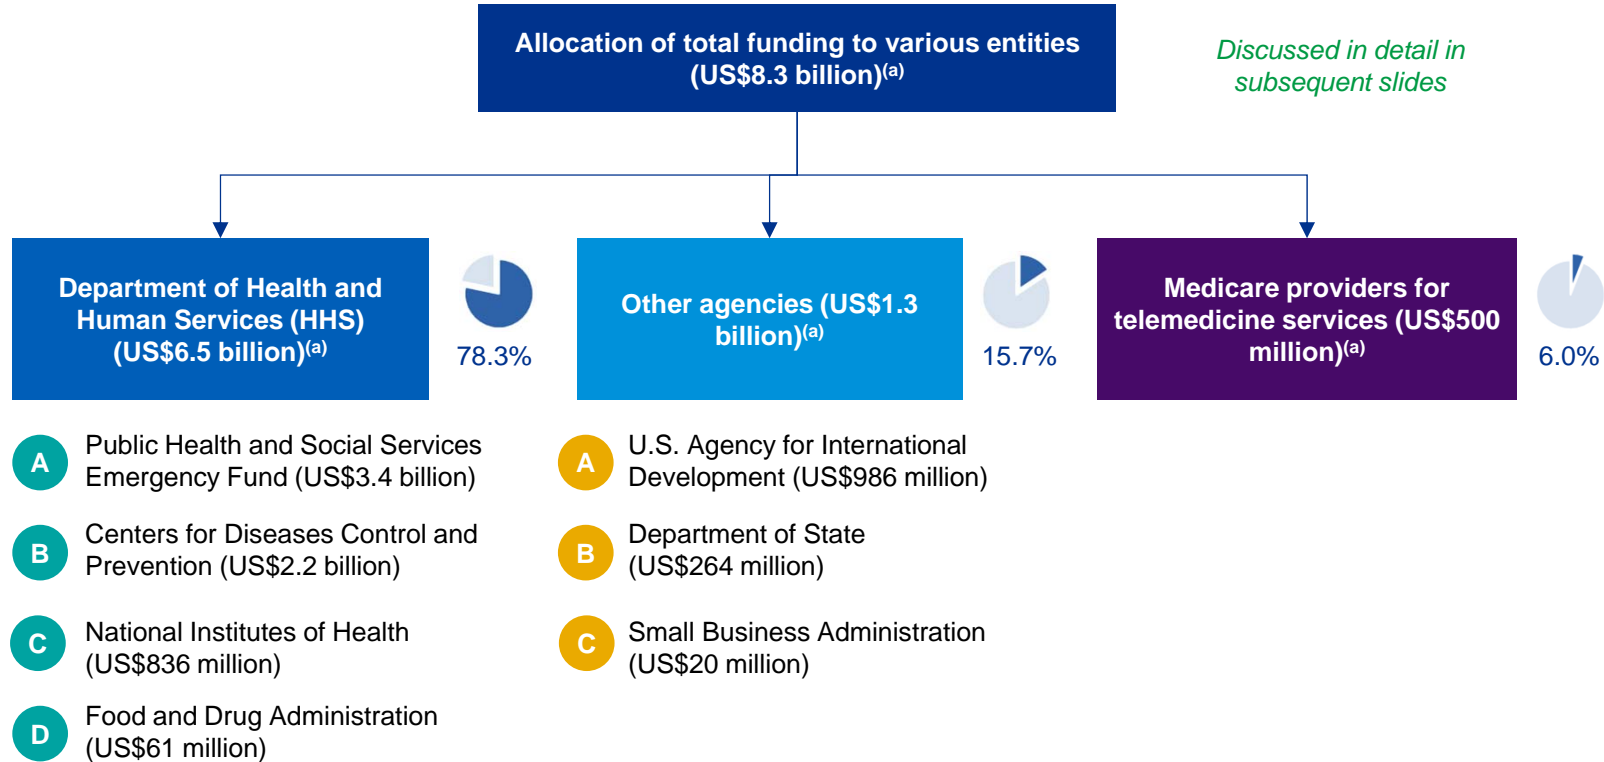 Allocation of total funding to various entities
(US$8.3 billion)(a)
Discussed in detail in
subsequent slides
Department of Health and
Human Services (HHS)
(US$6.5 billion)(a)
78.3%
Other agencies (US$1.3
billion)(a)
15.7%
Medicare providers for
telemedicine services (US$500
million)(a)
6.0%
A
Public Health and Social Services
Emergency Fund (US$3.4 billion)
B
Centers for Diseases Control and
Prevention (US$2.2 billion)
C
National Institutes of Health
(US$836 million)
D
Food and Drug Administration
(US$61 million)
A
U.S. Agency for International
Development (US$986 million)
B
Department of State
(US$264 million)
C
Small Business Administration
(US$20 million)